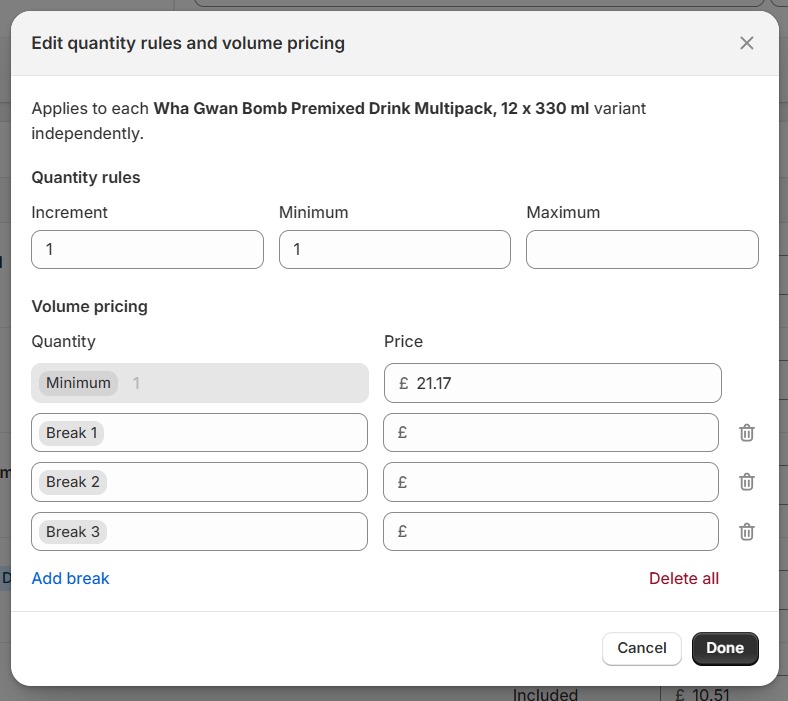 Edit quantity rules and volume pricing
Applies to each Wha Gwan Bomb Premixed Drink Multipack, 12 x 330 ml variant
independently.
Quantity rules
Increment Minimum Maximum
1 1
Volume pricing
Quantity Price
Minimum 1 £ 21.17
Break 1 £
Break 2 £
Break 3 £
Add break Delete all
Cancel Done
Included £ 10.51